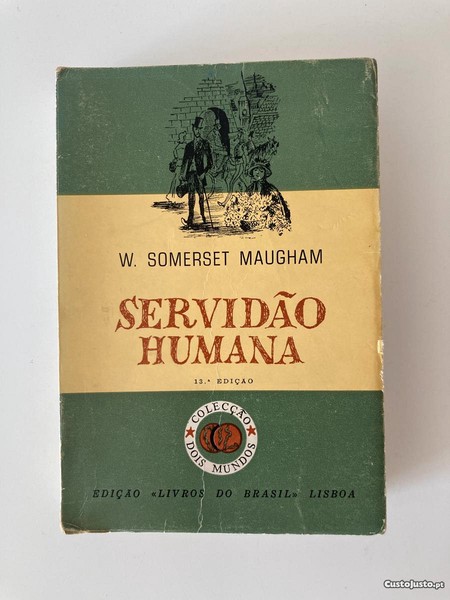 W. SOMERSET MAUGHAM
SERVIDÃO
HUMANA
13.ª EDIÇÃO
COLECÇÃO
DOIS MUNDOS
EDIÇÃO «LIVROS DO BRASIL» LISBOA
CustoJusto.pt